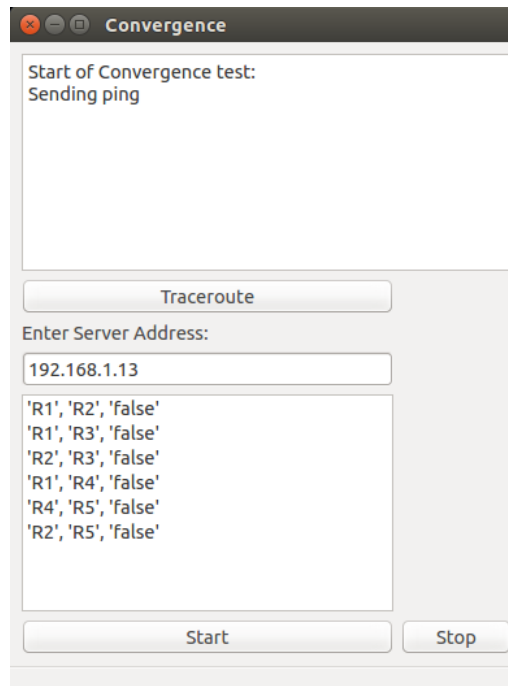 Convergence
Start of Convergence test:
Sending ping
Traceroute
Enter Server Address:
192.168.1.13
'R1', 'R2', 'false'
'R1', 'R3', 'false'
'R2', 'R3', 'false'
'R1', 'R4', 'false'
'R4', 'R5', 'false'
'R2', 'R5', 'false'
Start
Stop